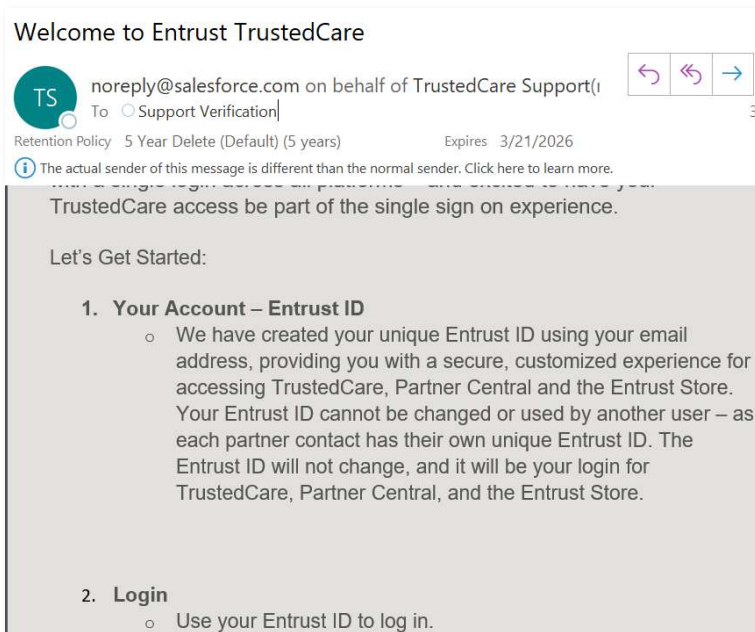 Welcome to Entrust TrustedCare
TS
noreply@salesforce.com on behalf of TrustedCare Support(
To Support Verification
Retention Policy 5 Year Delete (Default) (5 years) Expires 3/21/2026
The actual sender of this message is different than the normal sender. Click here to learn more.
TrustedCare access be part of the single sign on experience.
Let's Get Started:
1. Your Account – Entrust ID
o We have created your unique Entrust ID using your email
address, providing you with a secure, customized experience for
accessing TrustedCare, Partner Central and the Entrust Store.
Your Entrust ID cannot be changed or used by another user – as
each partner contact has their own unique Entrust ID. The
Entrust ID will not change, and it will be your login for
TrustedCare, Partner Central, and the Entrust Store.
2. Login
o Use your Entrust ID to log in.